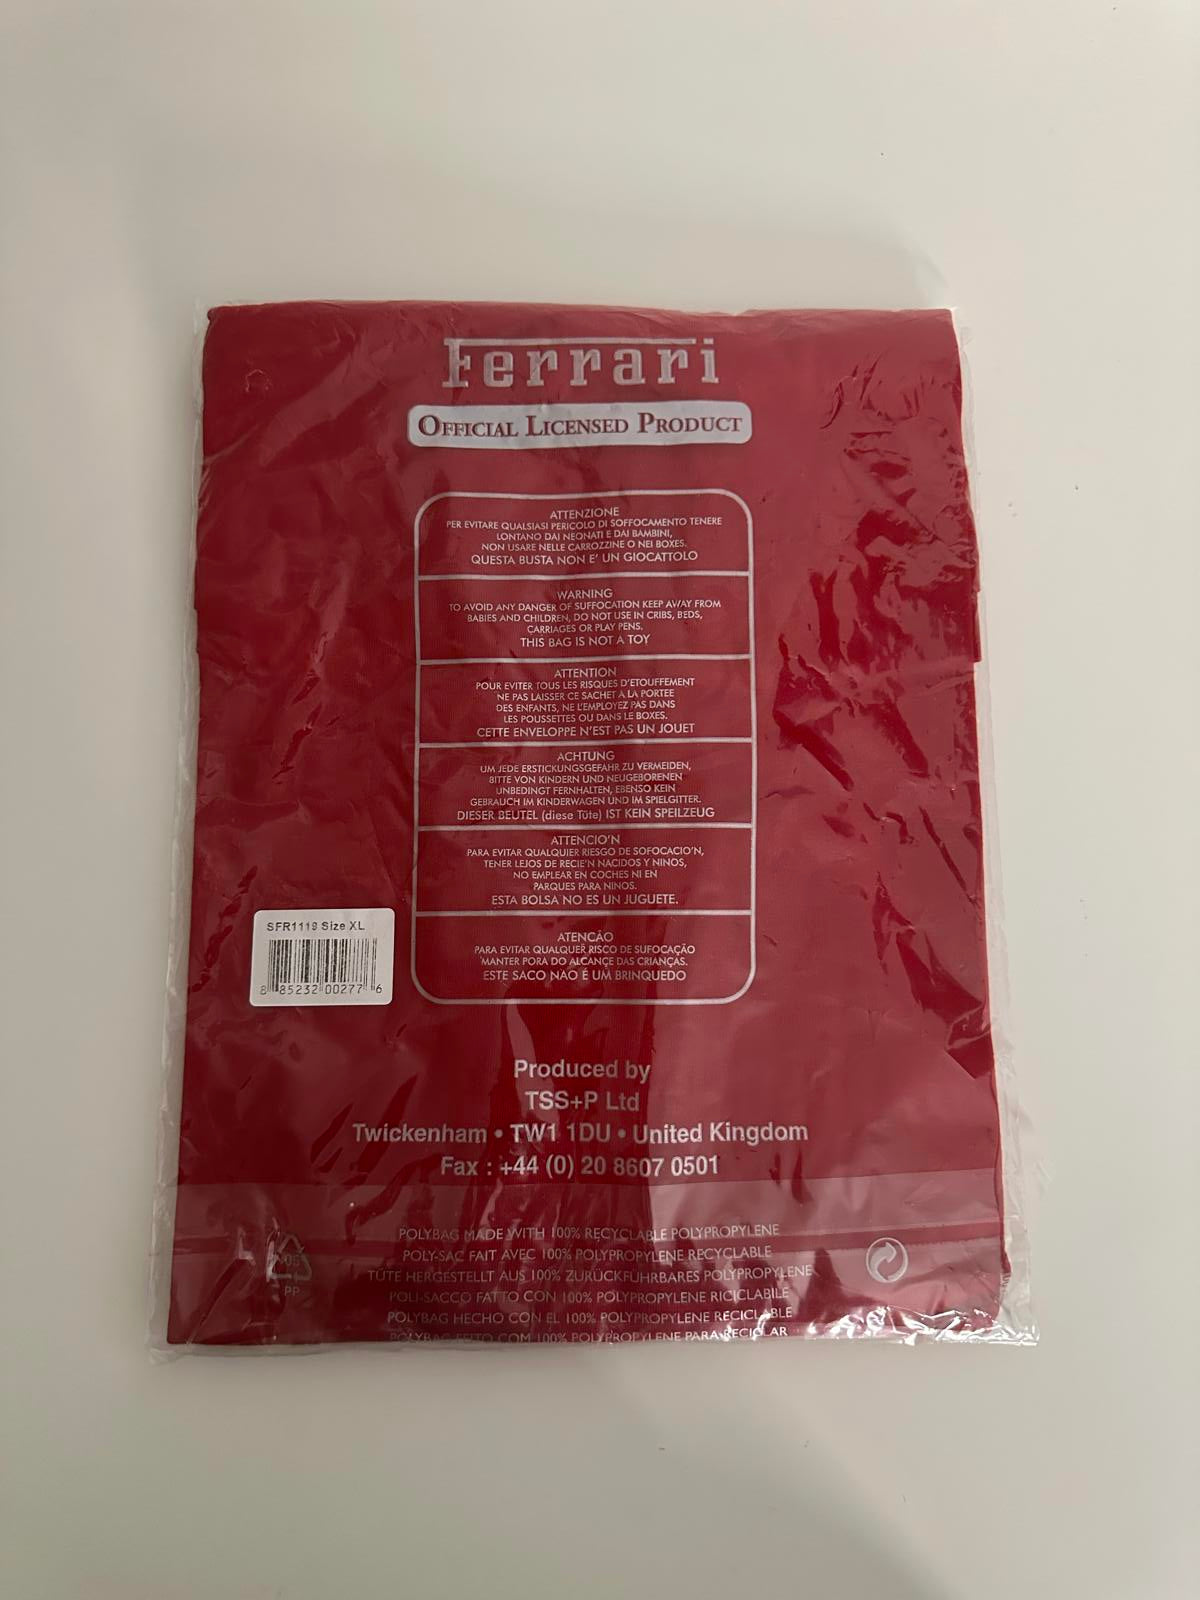 Ferrari
OFFICIAL LICENSED PRODUCT
ATTENZIONE
PER EVITARE QUALSIASI PERICOLO DI SOFFOCAMENTO TENERE
LONTANO DAI NEONATI E DAI BAMBINI,
NON USARE NELLE CARROZZINE O NEI BOXES.
QUESTA BUSTA NON E' UN GIOCATTOLO
WARNING
TO AVOID ANY DANGER OF SUFFOCATION KEEP AWAY FROM
BABIES AND CHILDREN, DO NOT USE IN CRIBS, BEDS,
CARRIAGES OR PLAY PENS.
THIS BAG IS NOT A TOY
ATTENTION
POUR EVITER TOUS LES RISQUES D'ETOUFFEMENT
NE PAS LAISSER CE SACHET A LA PORTEE
DES ENFANTS, NE L'EMPLOYEZ PAS DANS
LES POUSSETTES OU DANS LE BOXES.
CETTE ENVELOPPE N'EST PAS UN JOUET
ACHTUNG
UM JEDE ERSTICKUNGSGEFAHR ZU VERMEIDEN,
BITTE VON KINDERN UND NEUGEBORENEN
UNBEDINGT FERNHALTEN, EBENSO KEIN
GEBRAUCH IM KINDERWAGEN UND IM SPIELGITTER.
DIESER BEUTEL (diese Tüte) IST KEIN SPEILZEUG
ATTENCIO'N
PARA EVITAR QUALQUIER RIESGO DE SOFOCACIO'N,
TENER LEJOS DE RECIE'N NACIDOS Y NINOS,
NO EMPLEAR EN COCHES NI EN
PARQUES PARA NINOS.
ESTA BOLSA NO ES UN JUGUETE.
ATENCÃO
PARA EVITAR QUALQUER RISCO DE SUFOCAÇÃO
MANTER PORA DO ALCANÇE DAS CRIANÇAS.
ESTE SACO NAO É UM BRINQUEDO
SFR1119 Size XL
8 85232 00277 6
Produced by
TSS+P Ltd
Twickenham • TW1 1DU • United Kingdom
Fax : +44 (0) 20 8607 0501
POLYBAG MADE WITH 100% RECYCLABLE POLYPROPYLENE
POLY-SAC FAIT AVEC 100% POLYPROPYLENE RECYCLABLE
TÜTE HERGESTELLT AUS 100% ZURÜCKFÜHRBARES POLYPROPYLENE
POLI-SACCO FATTO CON 100% POLYPROPYLENE RICICLABILE
POLYBAG HECHO CON EL 100% POLYPROPYLENE RECICLABLE
POLYBAG FEITO COM 100% POLYPROPYLENE PARA RECICLAR
05
PP